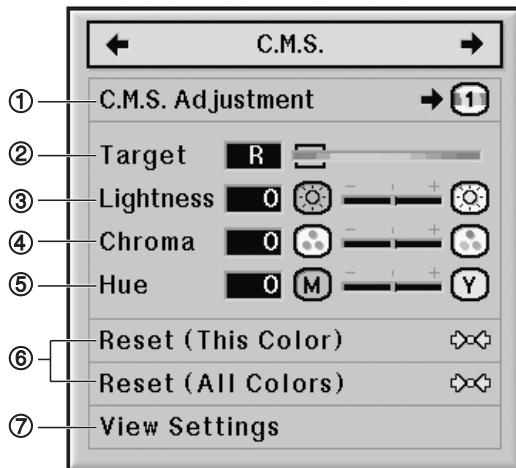 C.M.S.
① C.M.S. Adjustment 1
② Target R
③ Lightness 0 − +
④ Chroma 0 − +
⑤ Hue 0 M − + Y
⑥ Reset (This Color)
Reset (All Colors)
⑦ View Settings